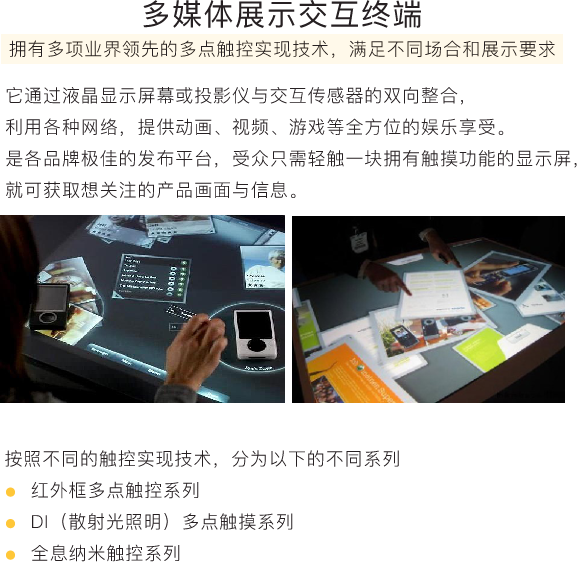 多媒体展示交互终端
拥有多项业界领先的多点触控实现技术，满足不同场合和展示要求
它通过液晶显示屏幕或投影仪与交互传感器的双向整合，
利用各种网络，提供动画、视频、游戏等全方位的娱乐享受。
是各品牌极佳的发布平台，受众只需轻触一块拥有触摸功能的显示屏，
就可获取想关注的产品画面与信息。
按照不同的触控实现技术，分为以下的不同系列
红外框多点触控系列
DI（散射光照明）多点触摸系列
全息纳米触控系列